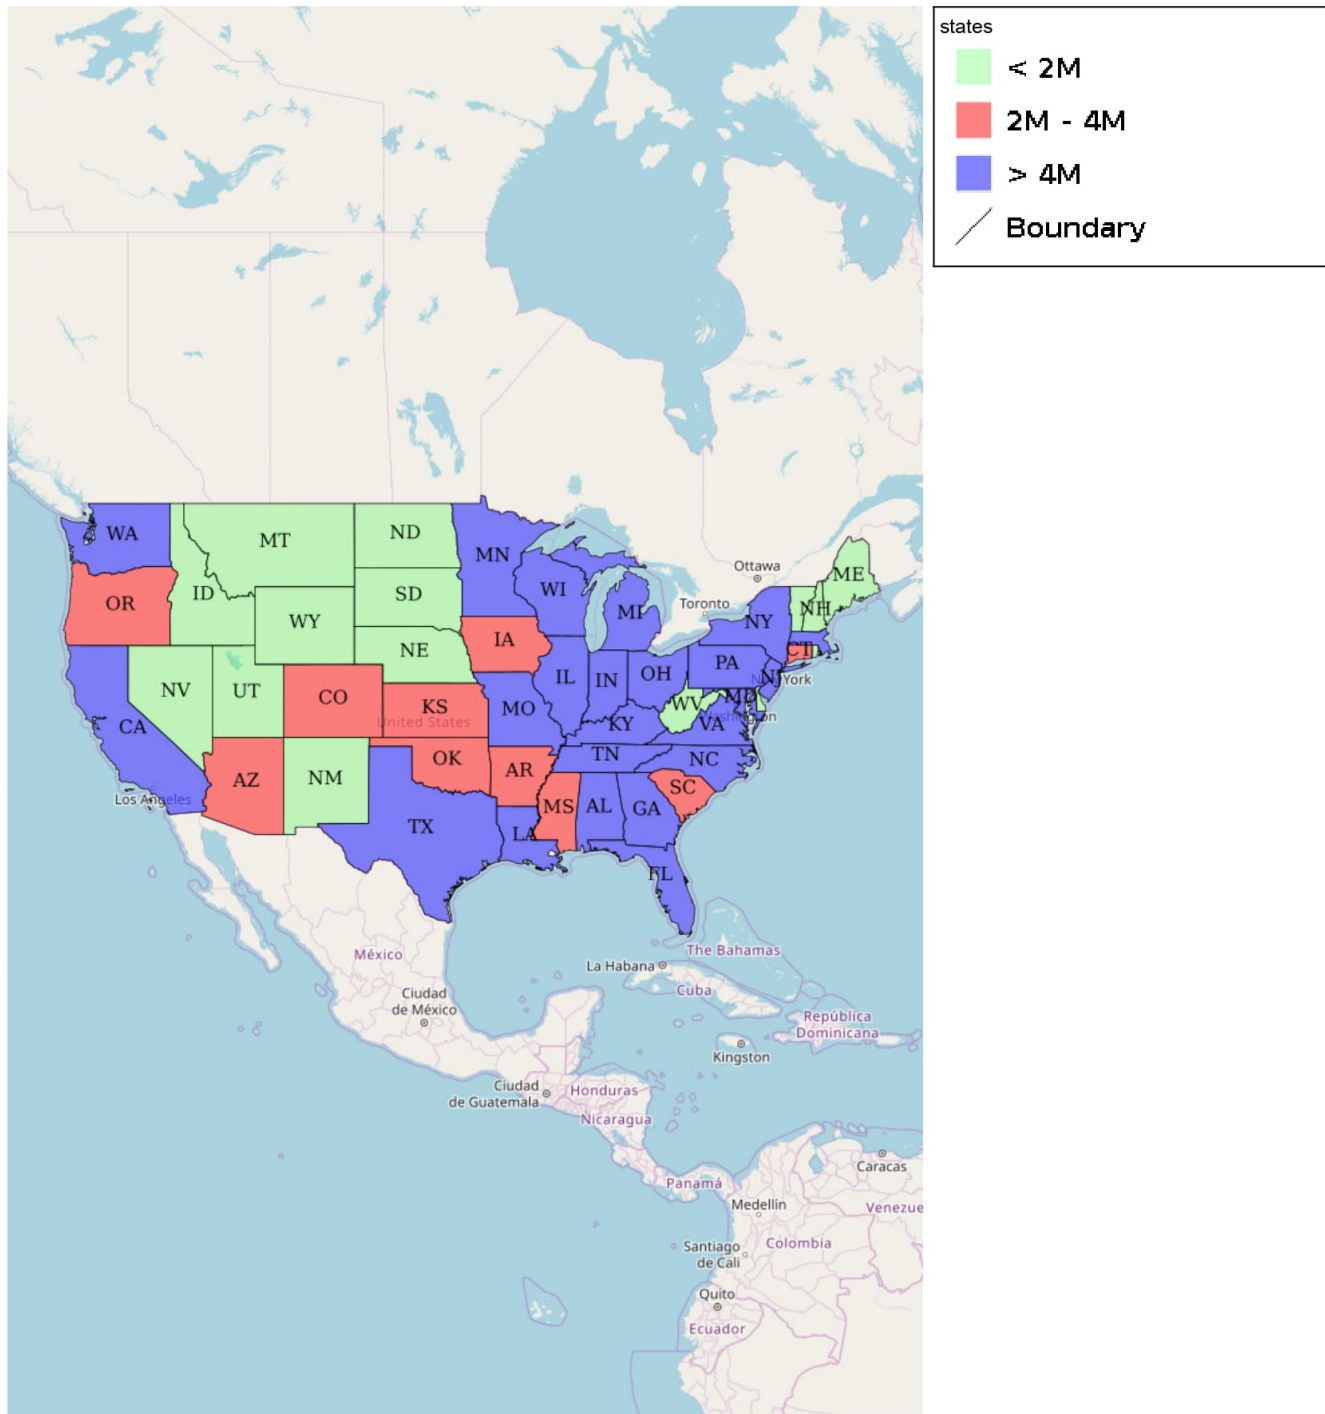 states
< 2M
2M - 4M
> 4M
Boundary
WA
MT
ND
MN
OR
ID
SD
WI
MI
Ottawa
Toronto
ME
NH
NY
WY
IA
NE
CT
NV
UT
CO
KS
United States
IL
IN
OH
PA
NJ
York
CA
MO
KY
WV
MD
VA
Los Angeles
AZ
NM
OK
AR
TN
NC
TX
LA
MS
AL
GA
SC
FL
México
Ciudad
de México
La Habana
The Bahamas
Cuba
República
Dominicana
Kingston
Ciudad
de Guatemala
Honduras
Nicaragua
Panamá
Caracas
Medellín
Venezue
Santiago
de Cali
Colombia
Quito
Ecuador